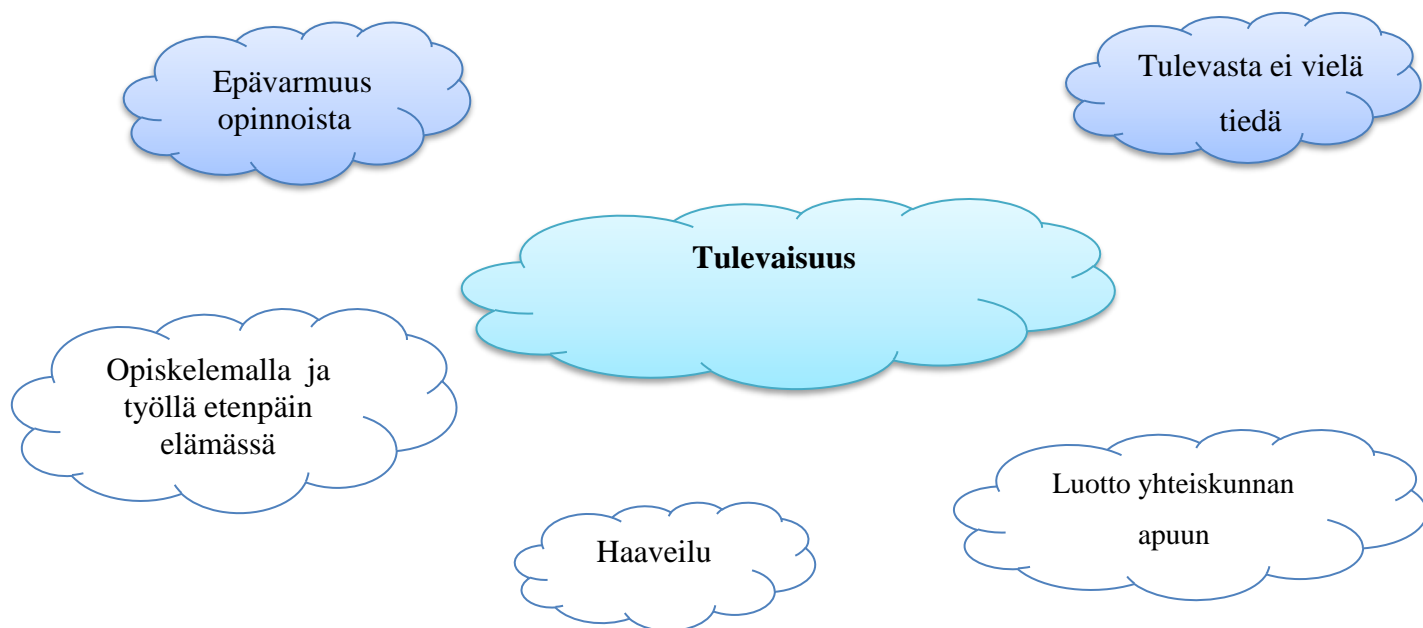 Epävarmuus
opinnoista
Tulevasta ei vielä
tiedä
Tulevaisuus
Opiskelemalla ja
työllä etenpäin
elämässä
Luotto yhteiskunnan
apuun
Haaveilu